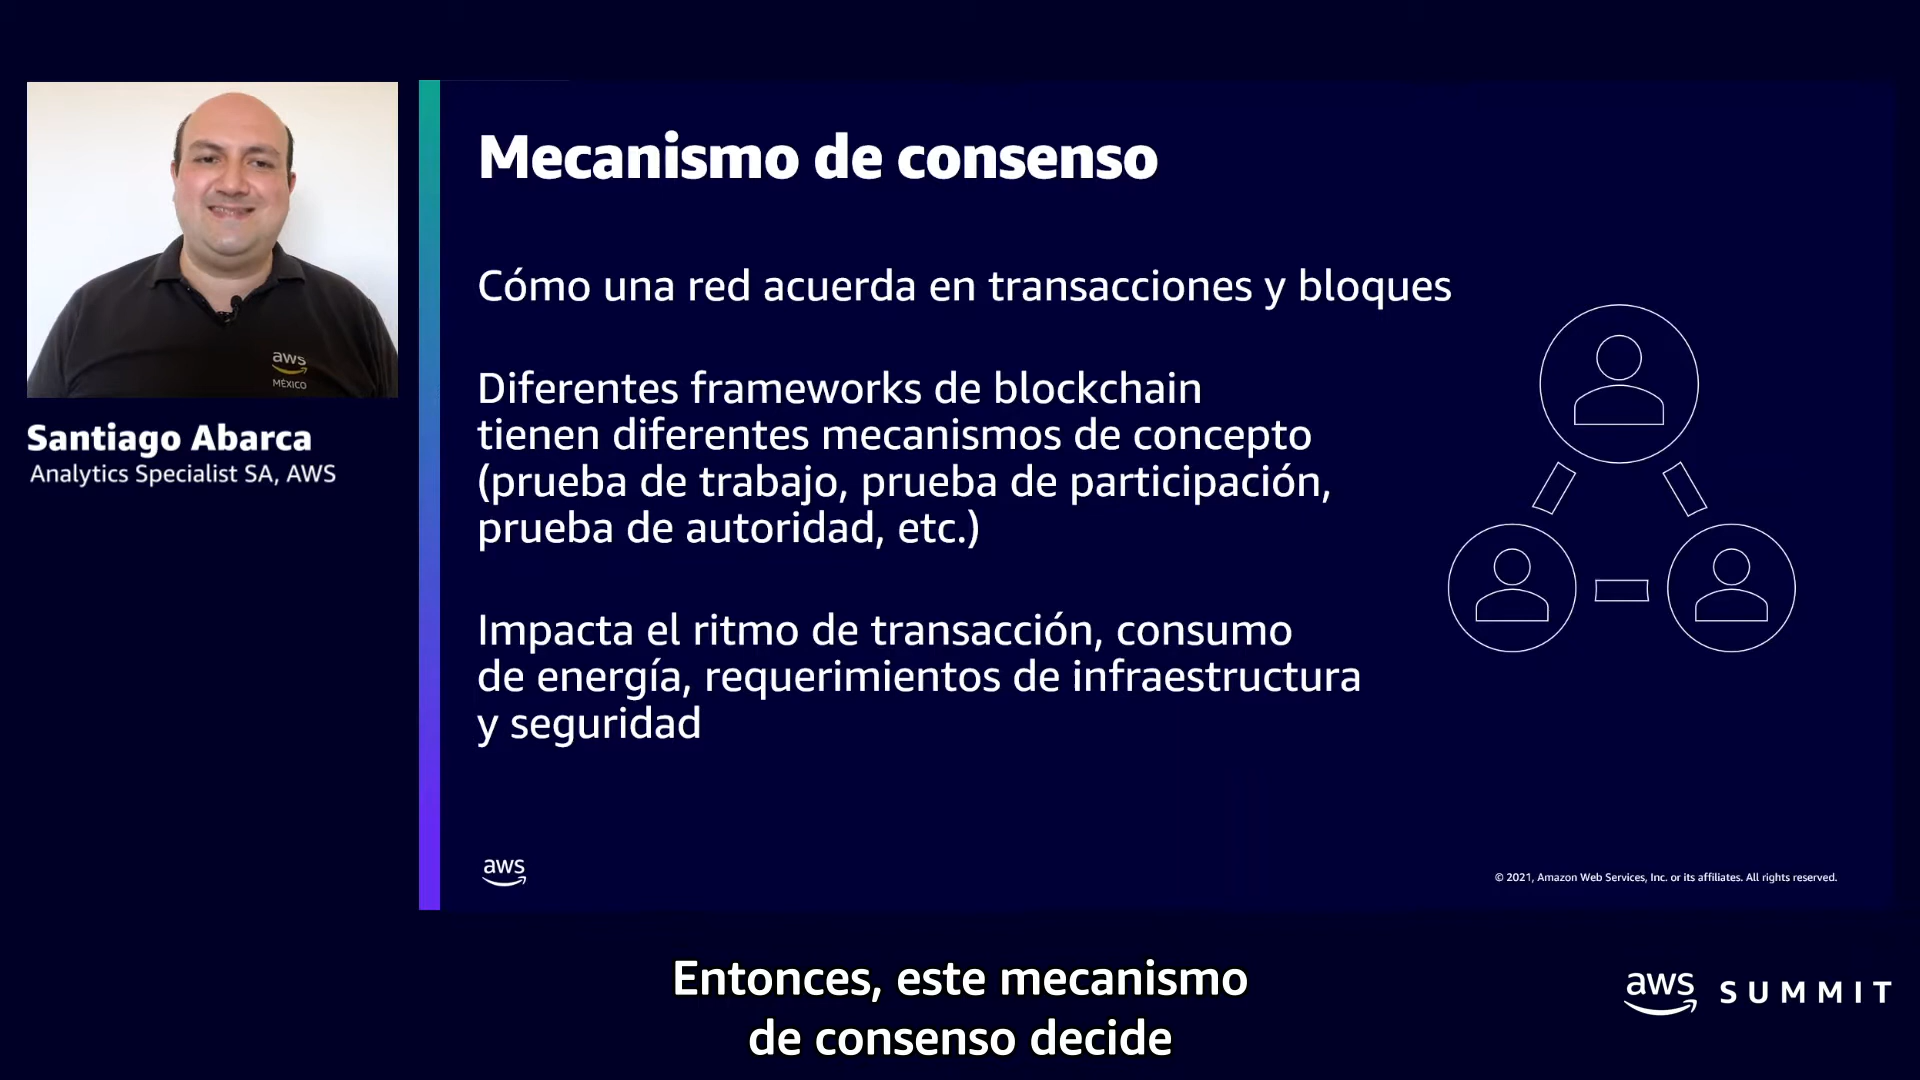 aws
MÉXICO
Santiago Abarca
Analytics Specialist SA, AWS
Mecanismo de consenso
Cómo una red acuerda en transacciones y bloques
Diferentes frameworks de blockchain
tienen diferentes mecanismos de concepto
(prueba de trabajo, prueba de participación,
prueba de autoridad, etc.)
Impacta el ritmo de transacción, consumo
de energía, requerimientos de infraestructura
y seguridad
aws
© 2021, Amazon Web Services, Inc. or its affiliates. All rights reserved.
Entonces, este mecanismo
de consenso decide
aws SUMMIT